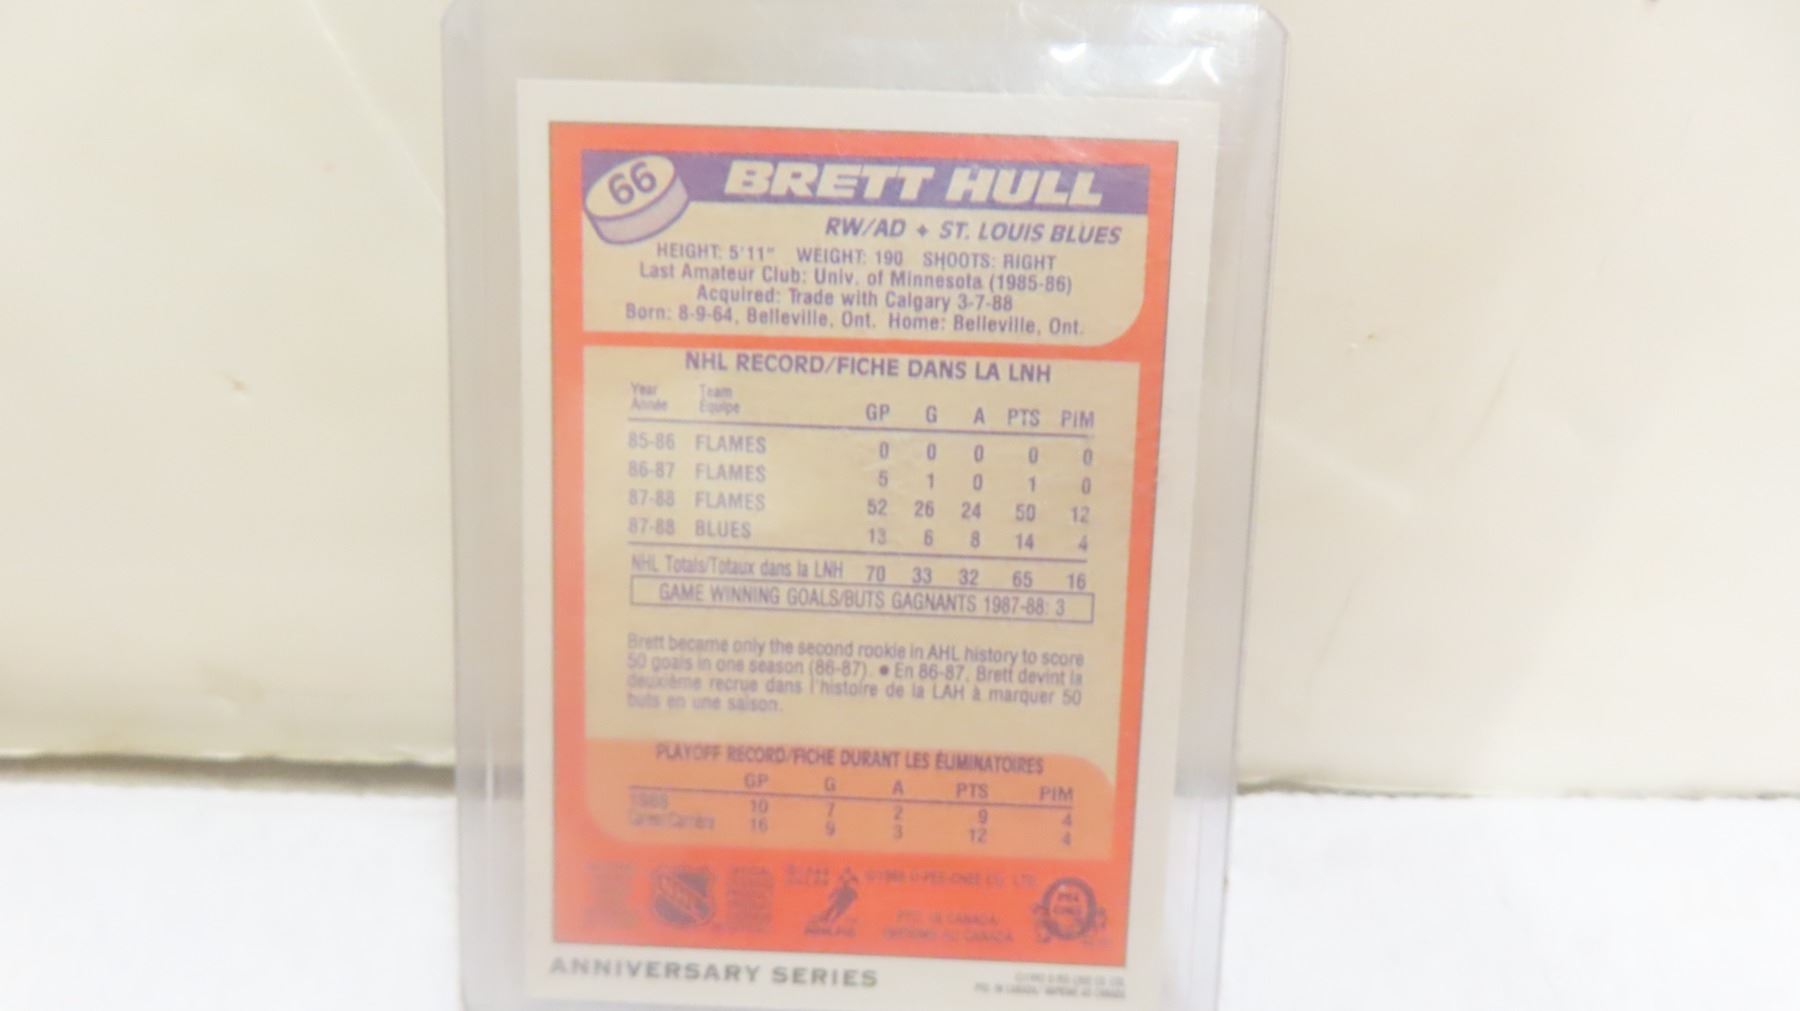 66
BRETT HULL
RW/AD ♦ ST. LOUIS BLUES
HEIGHT: 5'11" WEIGHT: 190 SHOOTS: RIGHT
Last Amateur Club: Univ. of Minnesota (1985-86)
Acquired: Trade with Calgary 3-7-88
Born: 8-9-64, Belleville, Ont. Home: Belleville, Ont.
NHL RECORD/FICHE DANS LA LNH
Year Team
Année Équipe GP G A PTS PIM
85-86 FLAMES 0 0 0 0 0
86-87 FLAMES 5 1 0 1 0
87-88 FLAMES 52 26 24 50 12
87-88 BLUES 13 6 8 14 4
NHL Totals/Totaux dans la LNH 70 33 32 65 16
GAME WINNING GOALS/BUTS GAGNANTS 1987-88: 3
Brett became only the second rookie in AHL history to score
50 goals in one season (86-87). ● En 86-87, Brett devint la
deuxième recrue dans l'histoire de la LAH à marquer 50
buts en une saison.
PLAYOFF RECORD/FICHE DURANT LES ÉLIMINATOIRES
GP G A PTS PIM
1988 10 7 2 9 4
Career/Carrière 16 9 3 12 4
©1988 O-PEE-CHEE CO. LTD.
PTD. IN CANADA
IMPRIMÉ AU CANADA
ANNIVERSARY SERIES